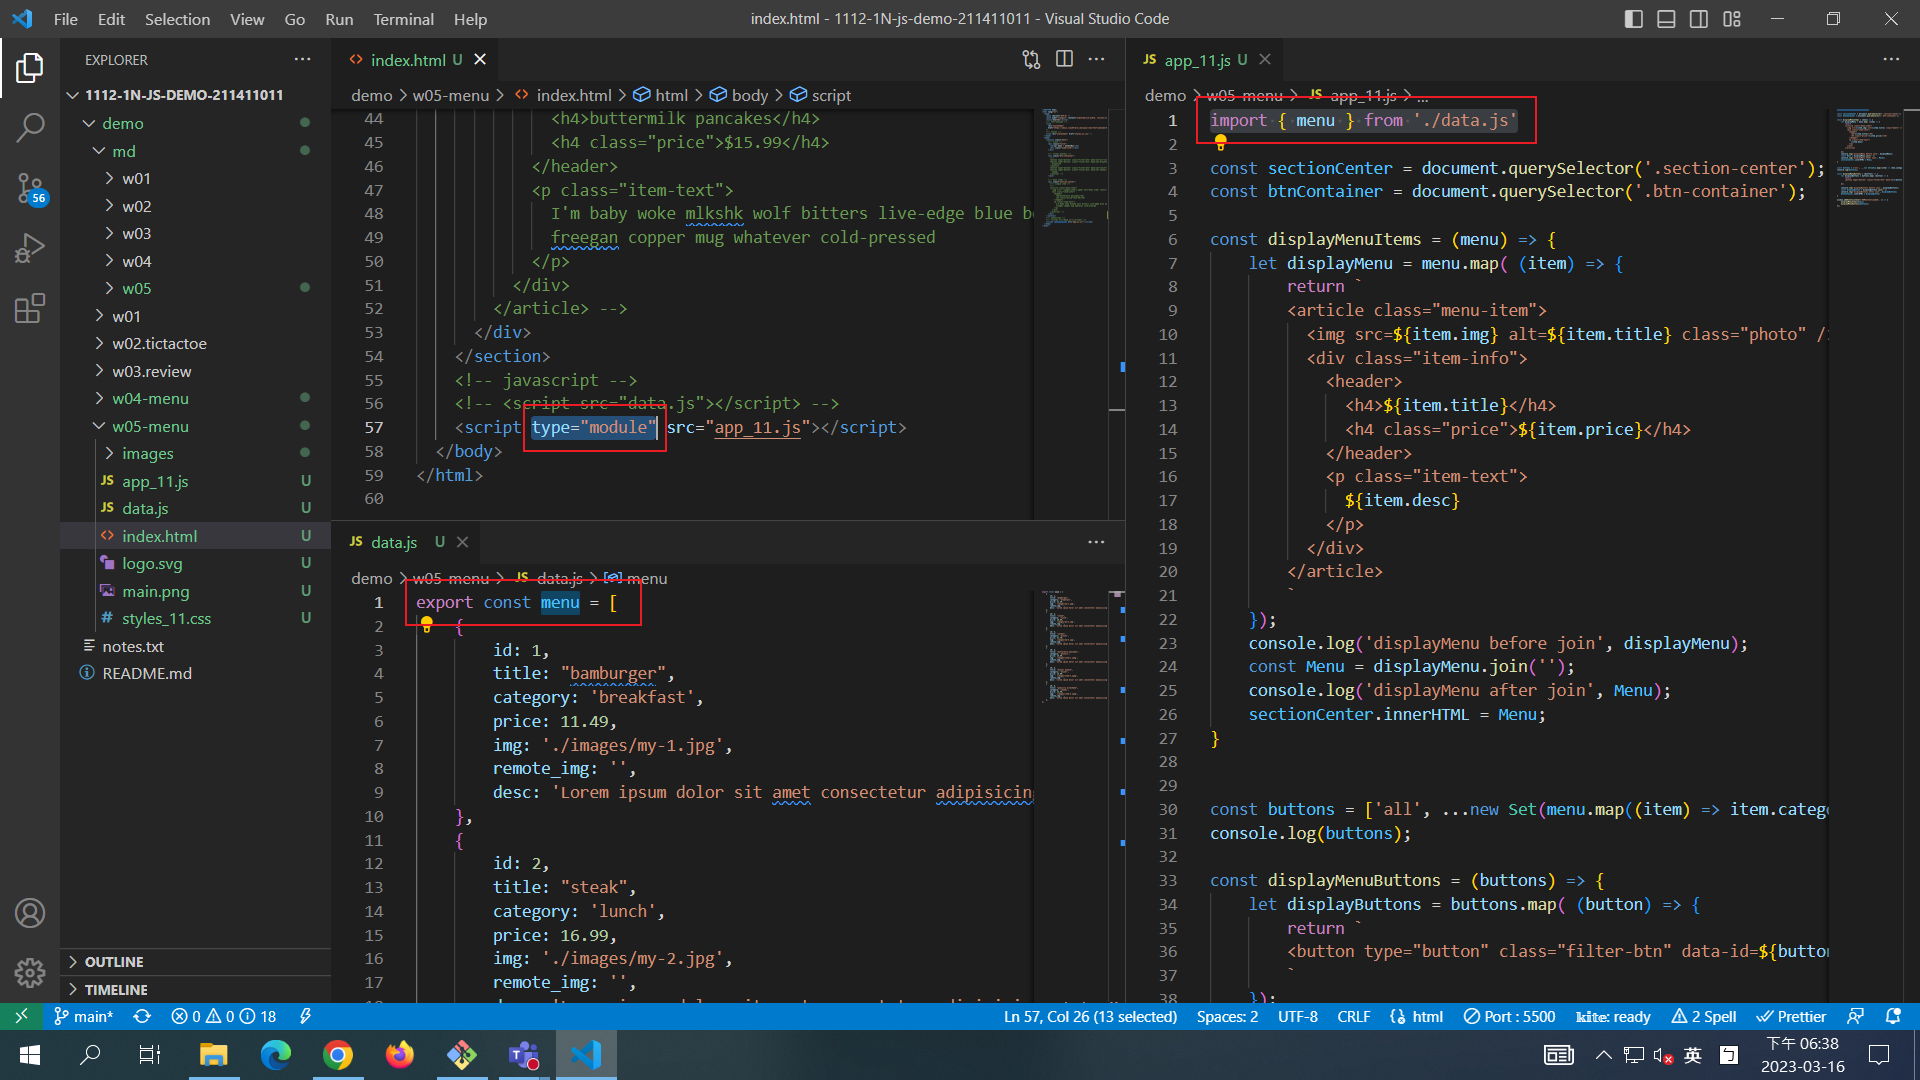 File Edit Selection View Go Run Terminal Help
index.html - 1112-1N-js-demo-211411011 - Visual Studio Code
EXPLORER
1112-1N-JS-DEMO-211411011
demo
md
w01
w02
w03
w04
w05
w01
w02.tictactoe
w03.review
w04-menu
w05-menu
images
JS app_11.js U
JS data.js U
index.html U
logo.svg U
main.png U
# styles_11.css U
notes.txt
README.md
OUTLINE
TIMELINE
56
index.html U
demo > w05-menu > index.html > html > body > script
44 <h4>buttermilk pancakes</h4>
45 <h4 class="price">$15.99</h4>
46 </header>
47 <p class="item-text">
48 I'm baby woke mlkshk wolf bitters live-edge blue
49 freegan copper mug whatever cold-pressed
50 </p>
51 </div>
52 </article> -->
53 </div>
54 </section>
55 <!-- javascript -->
56 <!-- <script src="data.js"></script> -->
57 <script type="module" src="app_11.js"></script>
58 </body>
59 </html>
60
JS data.js U
demo > w05-menu > JS data.js > menu
1 export const menu = [
2 {
3 id: 1,
4 title: "bamburger",
5 category: 'breakfast',
6 price: 11.49,
7 img: './images/my-1.jpg',
8 remote_img: '',
9 desc: 'Lorem ipsum dolor sit amet consectetur adipisicing
10 },
11 {
12 id: 2,
13 title: "steak",
14 category: 'lunch',
15 price: 16.99,
16 img: './images/my-2.jpg',
17 remote_img: '',
JS app_11.js U
demo > w05-menu > JS app_11.js > ...
1 import { menu } from './data.js'
2
3 const sectionCenter = document.querySelector('.section-center');
4 const btnContainer = document.querySelector('.btn-container');
5
6 const displayMenuItems = (menu) => {
7 let displayMenu = menu.map( (item) => {
8 return `
9 <article class="menu-item">
10 <img src=${item.img} alt=${item.title} class="photo" /
11 <div class="item-info">
12 <header>
13 <h4>${item.title}</h4>
14 <h4 class="price">${item.price}</h4>
15 </header>
16 <p class="item-text">
17 ${item.desc}
18 </p>
19 </div>
20 </article>
21 `
22 });
23 console.log('displayMenu before join', displayMenu);
24 const Menu = displayMenu.join('');
25 console.log('displayMenu after join', Menu);
26 sectionCenter.innerHTML = Menu;
27 }
28
29
30 const buttons = ['all', ...new Set(menu.map((item) => item.catego
31 console.log(buttons);
32
33 const displayMenuButtons = (buttons) => {
34 let displayButtons = buttons.map( (button) => {
35 return `
36 <button type="button" class="filter-btn" data-id=${button
37 `
38 });
main* 0 0 18
Ln 57, Col 26 (13 selected) Spaces: 2 UTF-8 CRLF html Port : 5500 kite: ready 2 Spell Prettier
英
下午 06:38
2023-03-16